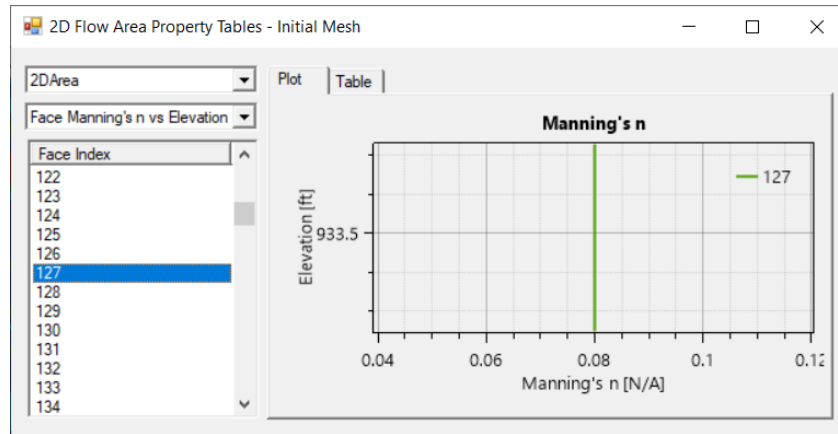 2D Flow Area Property Tables - Initial Mesh
2DArea
Face Manning's n vs Elevation
Face Index
122
123
124
125
126
127
128
129
130
131
132
133
134
Plot
Table
Manning's n
127
Elevation [ft]
933.5
0.04 0.06 0.08 0.1 0.12
Manning's n [N/A]